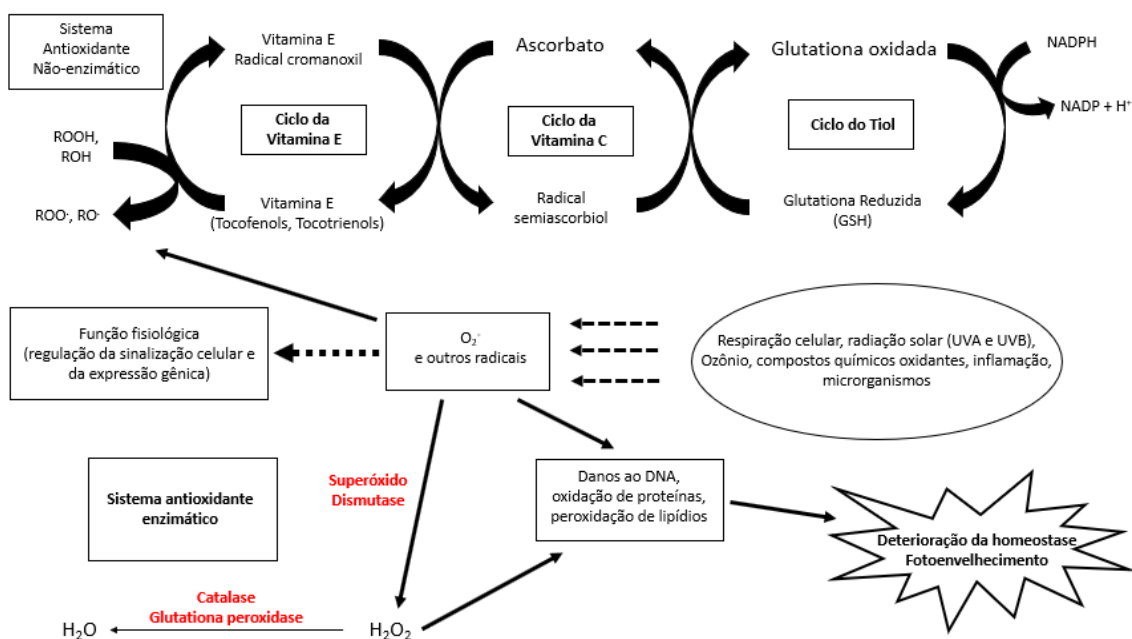 Sistema
Antioxidante
Não-enzimático
Vitamina E
Radical cromanoxil
Ascorbato
Glutationa oxidada
NADPH
NADP + H⁺
Ciclo da
Vitamina E
Ciclo da
Vitamina C
Ciclo do Tiol
ROOH,
ROH
ROO·, RO·
Vitamina E
(Tocofenols, Tocotrienols)
Radical
semiascorbiol
Glutationa Reduzida
(GSH)
Função fisiológica
(regulação da sinalização celular e
da expressão gênica)
O₂⁻
e outros radicais
Respiração celular, radiação solar (UVA e UVB),
Ozônio, compostos químicos oxidantes, inflamação,
microrganismos
Sistema antioxidante
enzimático
Superóxido
Dismutase
Danos ao DNA,
oxidação de proteínas,
peroxidação de lipídios
Deterioração da homeostase
Fotoenvelhecimento
Catalase
Glutationa peroxidase
H₂O
H₂O₂